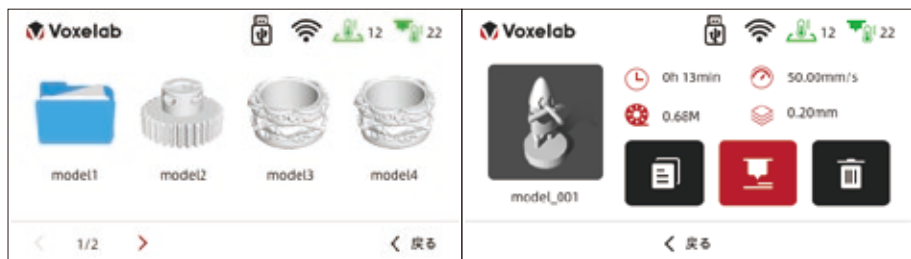 Voxelab 12 22
model1 model2 model3 model4
1/2 戻る
Voxelab 12 22
0h 13min 50.00mm/s
0.68M 0.20mm
model_001
戻る